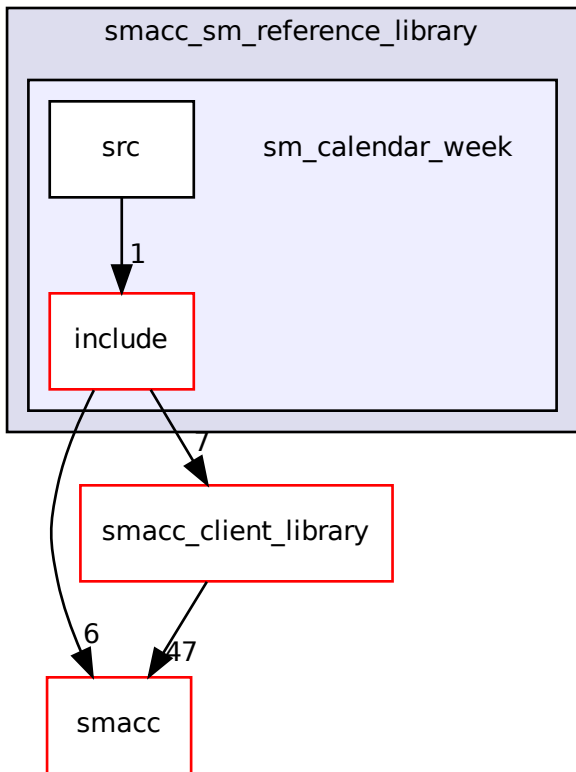 smacc_sm_reference_library
src
sm_calendar_week
1
include
7
smacc_client_library
6
47
smacc